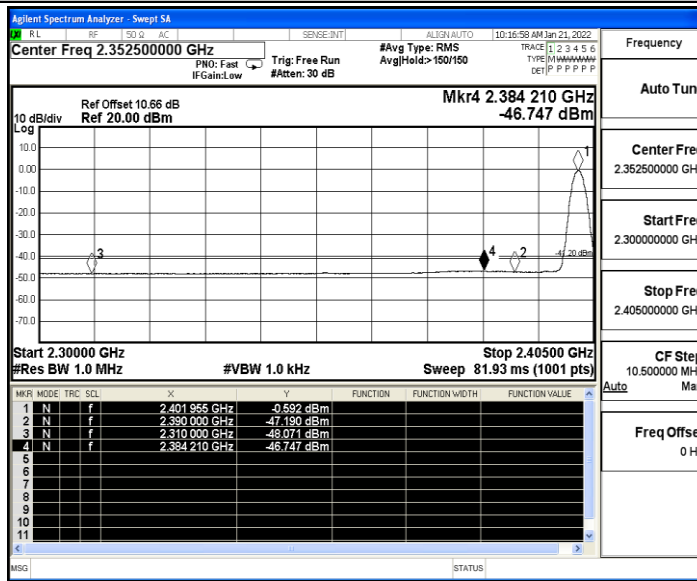 Agilent Spectrum Analyzer - Swept SA
RL RF 50 Ω AC SENSE:INT ALIGN AUTO 10:16:58 AM Jan 21, 2022
Center Freq 2.352500000 GHz #Avg Type: RMS TRACE 1 2 3 4 5 6
PNO: Fast Trig: Free Run Avg|Hold:>150/150 TYPE M WWWWW
IFGain:Low #Atten: 30 dB DET P P P P P P
Mkr4 2.384 210 GHz
-46.747 dBm
Ref Offset 10.66 dB
10 dB/div Ref 20.00 dBm
Log
10.0
0.00
-10.0
-20.0
-30.0
-40.0
-50.0
-60.0
-70.0
1
2
3
4
-41.20 dBm
Start 2.30000 GHz Stop 2.40500 GHz
#Res BW 1.0 MHz #VBW 1.0 kHz Sweep 81.93 ms (1001 pts)
MKR MODE TRC SCL X Y FUNCTION FUNCTION WIDTH FUNCTION VALUE
1 N f 2.401 955 GHz -0.592 dBm
2 N f 2.390 000 GHz -47.190 dBm
3 N f 2.310 000 GHz -48.071 dBm
4 N f 2.384 210 GHz -46.747 dBm
5
6
7
8
9
10
11
MSG STATUS
Frequency
Auto Tun
Center Fre
2.352500000 GH
Start Fre
2.300000000 GH
Stop Fre
2.405000000 GH
CF Step
10.500000 MH
Auto Ma
Freq Offse
0 H